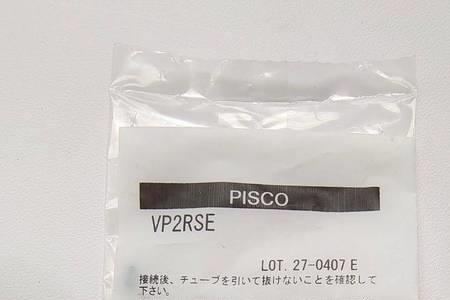 PISCO
VP2RSE
LOT. 27-0407 E
接続後、チューブを引いて抜けないことを確認して
下さい。